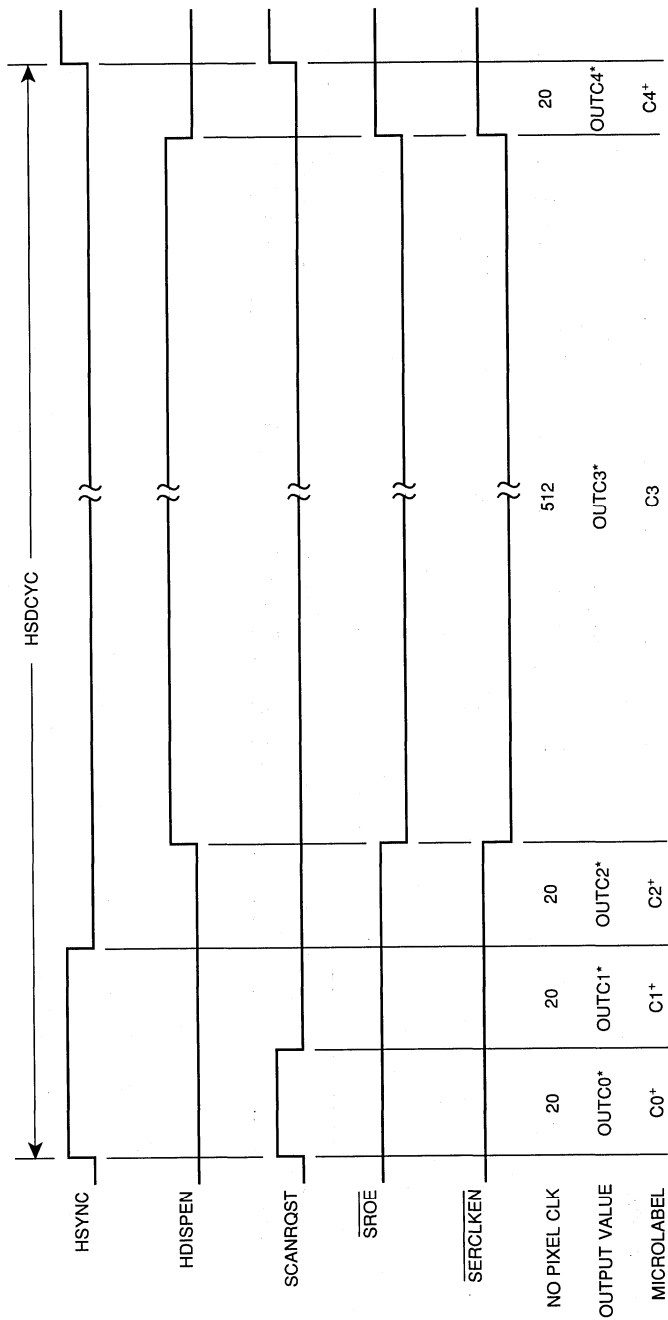 HSDCYC
HSYNC
HDISPEN
SCANRQST
SROE
SERCLKEN
NO PIXEL CLK 20 20 20 512 20
OUTPUT VALUE OUTC0* OUTC1* OUTC2* OUTC3* OUTC4*
MICROLABEL C0+ C1+ C2+ C3 C4+